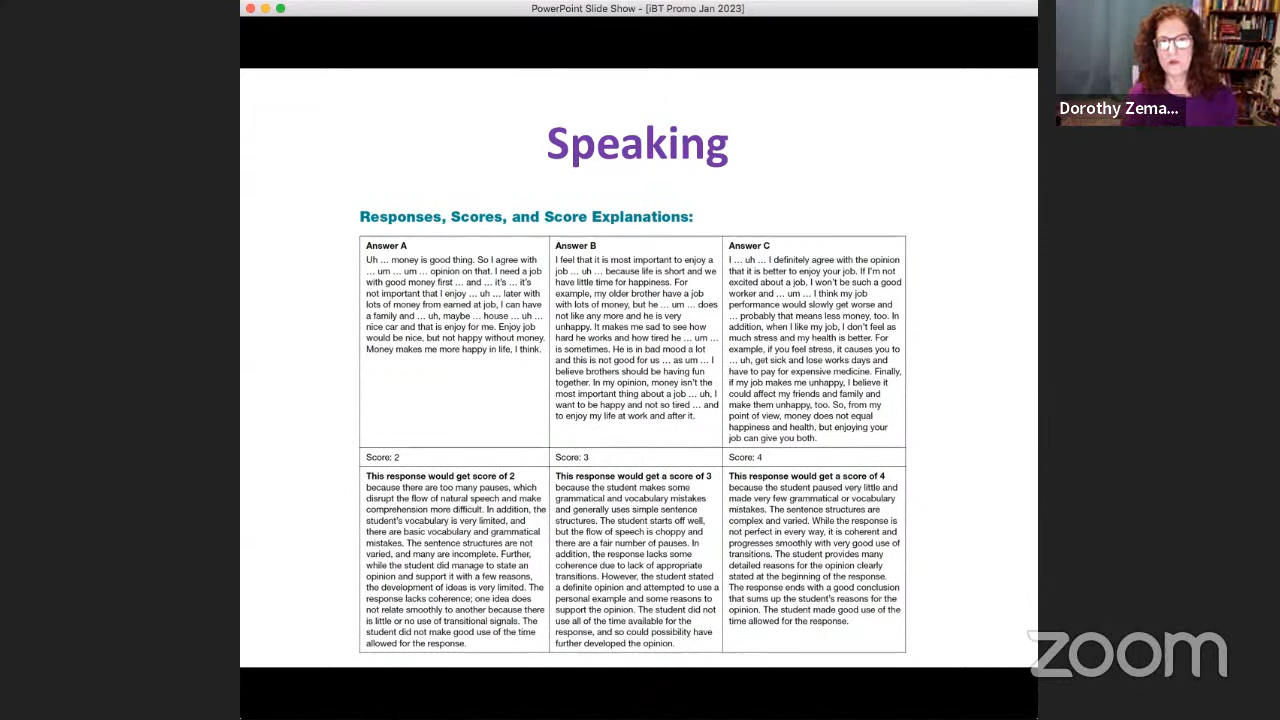 PowerPoint Slide Show - [iBT Promo Jan 2023]
Dorothy Zema...
Speaking
Responses, Scores, and Score Explanations:
Answer A
Uh ... money is good thing. So I agree with
... um ... um ... opinion on that. I need a job
with good money first ... and ... it's ... it's
not important that I enjoy ... uh ... later with
lots of money from earned at job, I can have
a family and ... uh, maybe ... house ... uh ...
nice car and that is enjoy for me. Enjoy job
would be nice, but not happy without money.
Money makes me more happy in life, I think.
Answer B
I feel that it is most important to enjoy a
job ... uh ... because life is short and we
have little time for happiness. For
example, my older brother have a job
with lots of money, but he ... um ... does
not like any more and he is very
unhappy. It makes me sad to see how
hard he works and how tired he ... um ...
is sometimes. He is in bad mood a lot
and this is not good for us ... as um ... I
believe brothers should be having fun
together. In my opinion, money isn't the
most important thing about a job ... uh, I
want to be happy and not so tired ... and
to enjoy my life at work and after it.
Answer C
I ... uh ... I definitely agree with the opinion
that it is better to enjoy your job. If I'm not
excited about a job, I won't be such a good
worker and ... um ... I think my job
performance would slowly get worse and
... probably that means less money, too. In
addition, when I like my job, I don't feel as
much stress and my health is better. For
example, if you feel stress, it causes you to
... uh, get sick and lose works days and
have to pay for expensive medicine. Finally,
if my job makes me unhappy, I believe it
could affect my friends and family and
make them unhappy, too. So, from my
point of view, money does not equal
happiness and health, but enjoying your
job can give you both.
Score: 2
Score: 3
Score: 4
This response would get score of 2
because there are too many pauses, which
disrupt the flow of natural speech and make
comprehension more difficult. In addition, the
student's vocabulary is very limited, and
there are basic vocabulary and grammatical
mistakes. The sentence structures are not
varied, and many are incomplete. Further,
while the student did manage to state an
opinion and support it with a few reasons,
the development of ideas is very limited. The
response lacks coherence; one idea does
not relate smoothly to another because there
is little or no use of transitional signals. The
student did not make good use of the time
allowed for the response.
This response would get a score of 3
because the student makes some
grammatical and vocabulary mistakes
and generally uses simple sentence
structures. The student starts off well,
but the flow of speech is choppy and
there are a fair number of pauses. In
addition, the response lacks some
coherence due to lack of appropriate
transitions. However, the student stated
a definite opinion and attempted to use a
personal example and some reasons to
support the opinion. The student did not
use all of the time available for the
response, and so could possibility have
further developed the opinion.
This response would get a score of 4
because the student paused very little and
made very few grammatical or vocabulary
mistakes. The sentence structures are
complex and varied. While the response is
not perfect in every way, it is coherent and
progresses smoothly with very good use of
transitions. The student provides many
detailed reasons for the opinion clearly
stated at the beginning of the response.
The response ends with a good conclusion
that sums up the student's reasons for the
opinion. The student made good use of the
time allowed for the response.
zoom